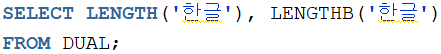 SELECT LENGTH('한글'), LENGTHB('한글')
FROM DUAL;